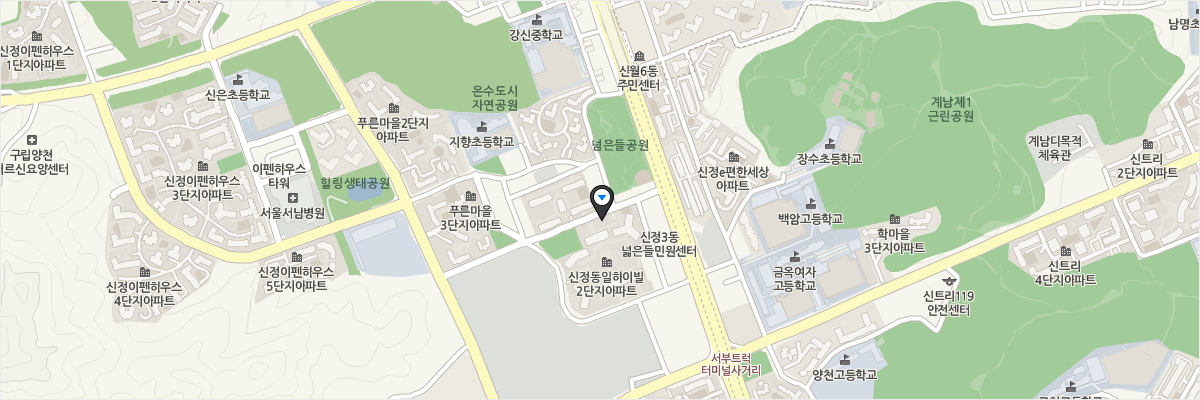 강신중학교
남명초
신정이펜하우스
1단지아파트
신월6동
주민센터
신은초등학교
온수도시
자연공원
계남제1
근린공원
푸른마을2단지
아파트
지향초등학교
넓은들공원
구립양천
어르신요양센터
계남다목적
체육관
장수초등학교
신트리
2단지아파트
이펜하우스
타워
신정이펜하우스
3단지아파트
힐링생태공원
신정e편한세상
아파트
서울서남병원
푸른마을
3단지아파트
백암고등학교
학마을
3단지아파트
신정3동
넓은들민원센터
신정이펜하우스
4단지아파트
신정이펜하우스
5단지아파트
신정동일하이빌
2단지아파트
금옥여자
고등학교
신트리
4단지아파트
신트리119
안전센터
서부트럭
터미널사거리
양천고등학교